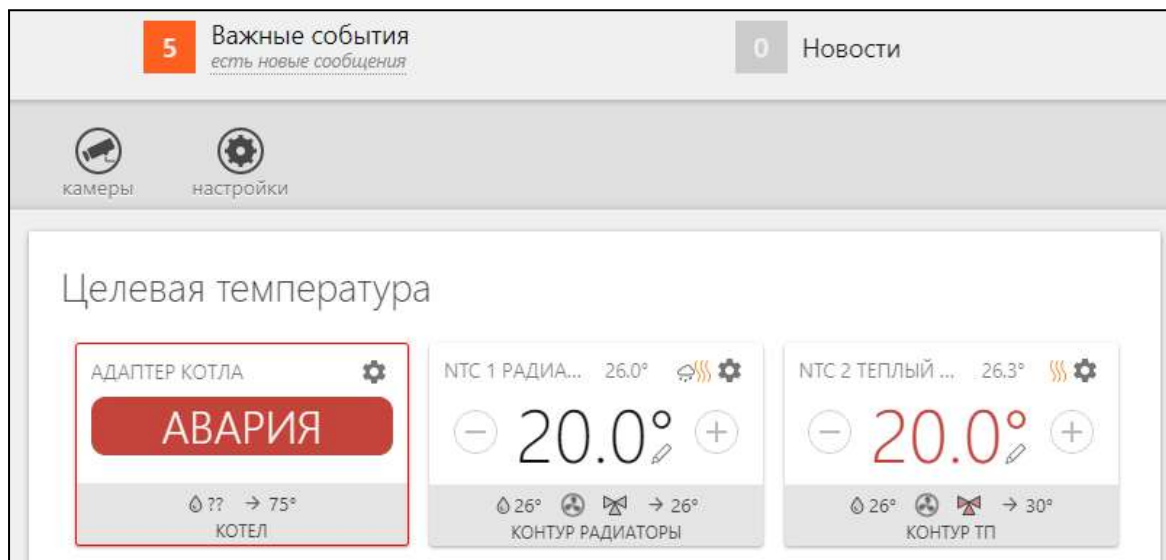 5 Важные события
есть новые сообщения
0 Новости
камеры настройки
Целевая температура
АДАПТЕР КОТЛА
АВАРИЯ
?? → 75°
КОТЕЛ
NTC 1 РАДИА... 26.0°
20.0°
26° → 26°
КОНТУР РАДИАТОРЫ
NTC 2 ТЕПЛЫЙ ... 26.3°
20.0°
26° → 30°
КОНТУР ТП